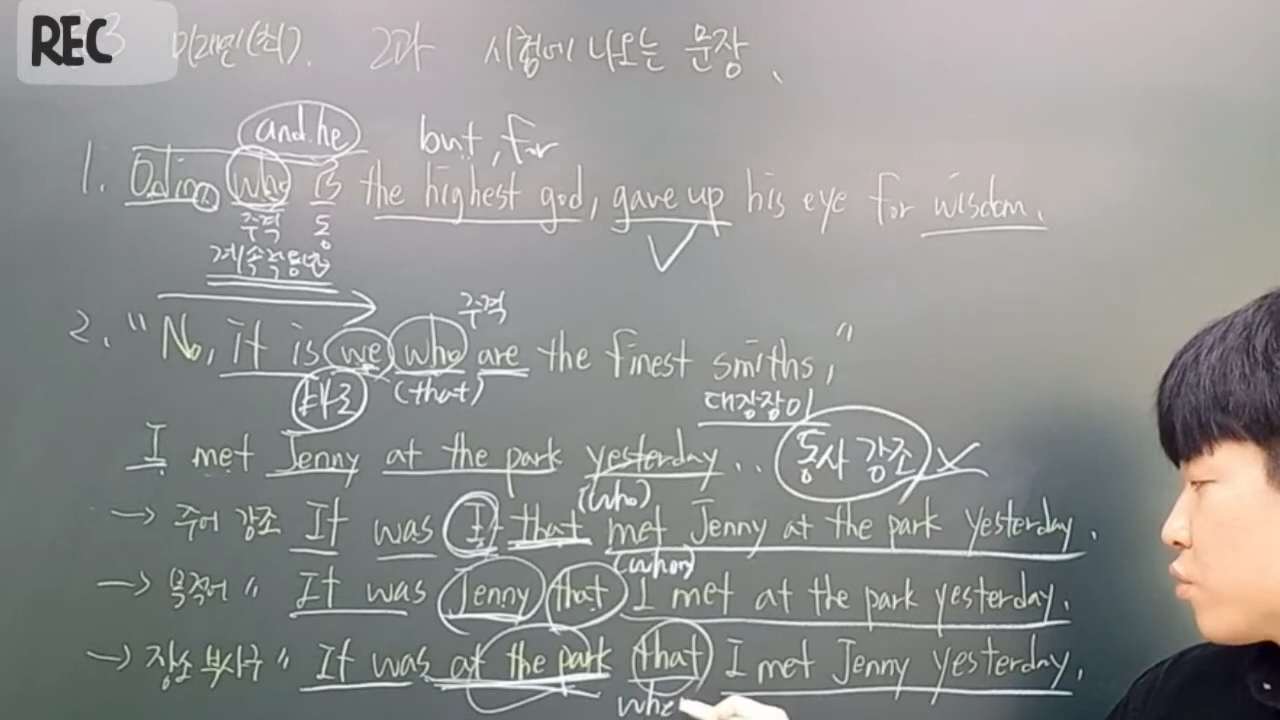 REC 3 미래엔(최). 2과 시험에 나오는 문장.
and he but, for
1. Odin, who is the highest god, gave up his eye for wisdom.
주격 동
계속적용법
주격
2. "No, it is we who are the finest smiths,"
바로 (that)
대장장이
I met Jenny at the park yesterday.. 동사 강조 X
(who)
→ 주어 강조 It was I that met Jenny at the park yesterday.
(whom)
→ 목적어 〃 It was Jenny that I met at the park yesterday.
→ 장소 부사구 〃 It was at the park that I met Jenny yesterday.
whe